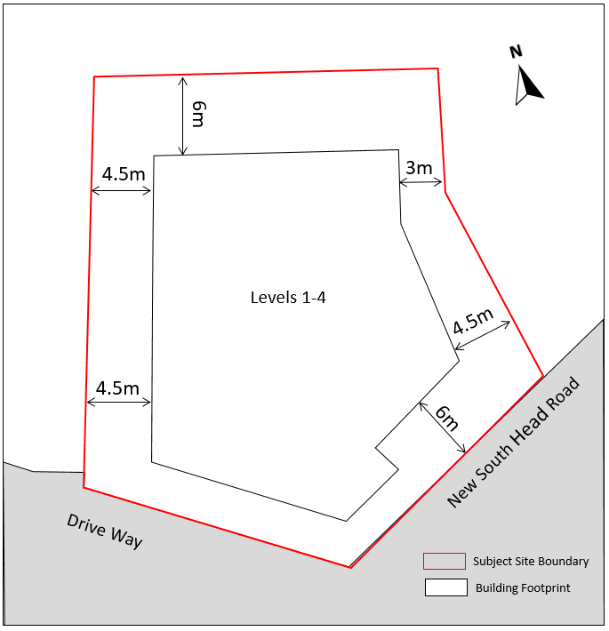 N
6m
4.5m
3m
Levels 1-4
4.5m
4.5m
6m
New South Head Road
Drive Way
Subject Site Boundary
Building Footprint